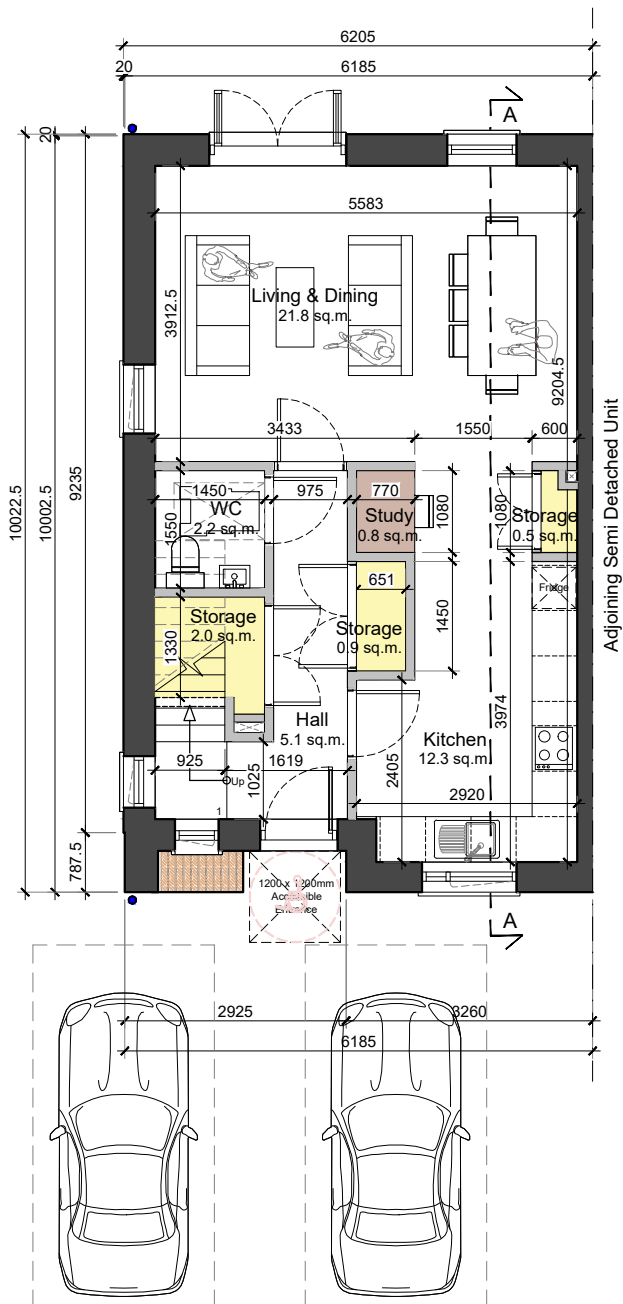 6205
20
6185
A
20
5583
Living & Dining
21.8 sq.m.
3912.5
9204.5
3433
1550
600
10022.5
10002.5
9235
Adjoining Semi Detached Unit
1450
975
770
WC
2.2 sq.m.
1550
Study
0.8 sq.m.
1080
1080
Storage
0.5 sq.m.
651
Fridge
Storage
2.0 sq.m.
Storage
0.9 sq.m.
1450
1330
Hall
5.1 sq.m.
Kitchen
12.3 sq.m.
3974
925
1619
Up
1025
2405
2920
1
787.5
1200 x 1200mm
Accessible
Entrance
A
2925
3260
6185